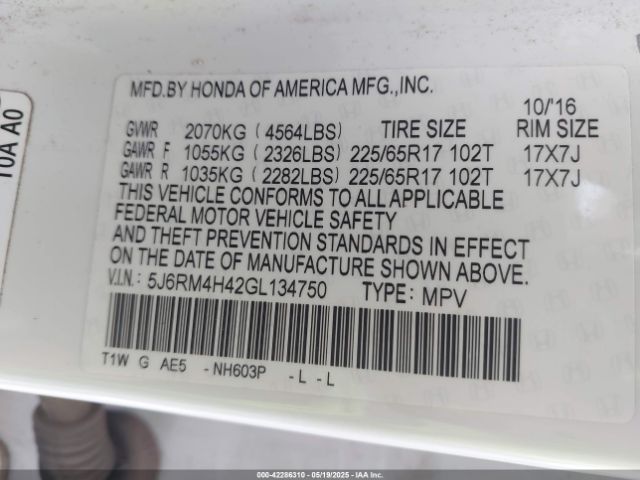 MFD.BY HONDA OF AMERICA MFG.,INC.
10/'16
GVWR 2070KG (4564LBS) TIRE SIZE RIM SIZE
GAWR F 1055KG (2326LBS) 225/65R17 102T 17X7J
GAWR R 1035KG (2282LBS) 225/65R17 102T 17X7J
THIS VEHICLE CONFORMS TO ALL APPLICABLE
FEDERAL MOTOR VEHICLE SAFETY
AND THEFT PREVENTION STANDARDS IN EFFECT
ON THE DATE OF MANUFACTURE SHOWN ABOVE.
V.I.N.: 5J6RM4H42GL134750 TYPE: MPV
T1W G AE5 -NH603P -L-L
T0A A0
000-42286310 - 05/19/2025 - IAAI.COM